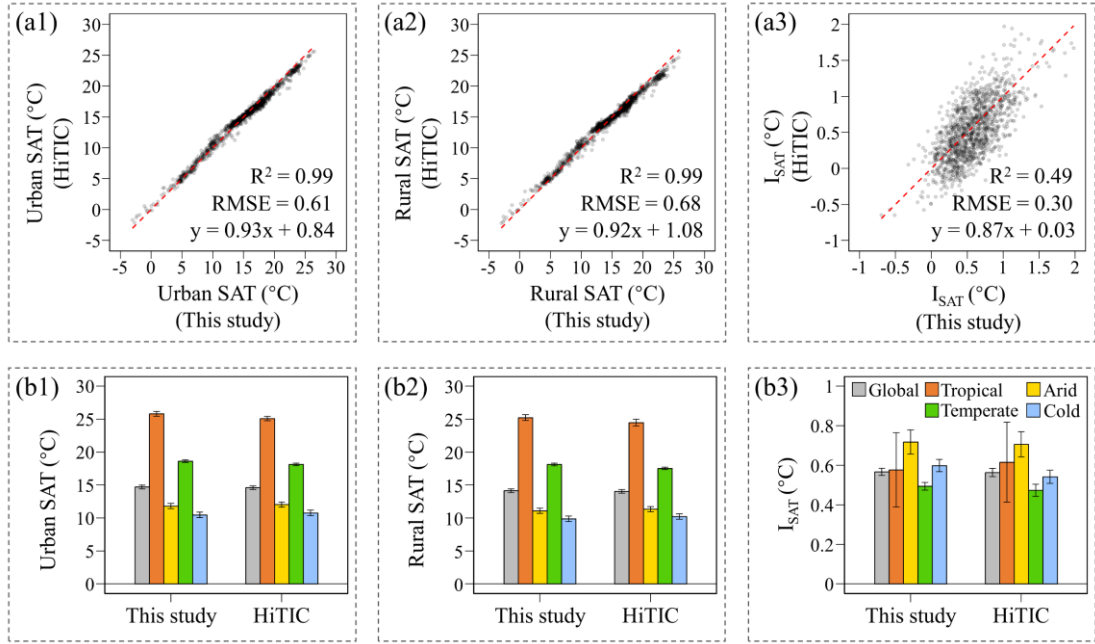 (a1)
30
25
20
15
10
5
0
-5
Urban SAT (°C)
(HiTIC)
R² = 0.99
RMSE = 0.61
y = 0.93x + 0.84
-5 0 5 10 15 20 25 30
Urban SAT (°C)
(This study)
(a2)
30
25
20
15
10
5
0
-5
Rural SAT (°C)
(HiTIC)
R² = 0.99
RMSE = 0.68
y = 0.92x + 1.08
-5 0 5 10 15 20 25 30
Rural SAT (°C)
(This study)
(a3)
2
1.5
1
0.5
0
-0.5
-1
I_SAT (°C)
(HiTIC)
R² = 0.49
RMSE = 0.30
y = 0.87x + 0.03
-1 -0.5 0 0.5 1 1.5 2
I_SAT (°C)
(This study)
(b1)
30
25
20
15
10
5
0
Urban SAT (°C)
This study HiTIC
(b2)
30
25
20
15
10
5
0
Rural SAT (°C)
This study HiTIC
(b3)
1
0.8
0.6
0.4
0.2
0
I_SAT (°C)
Global Tropical Arid
Temperate Cold
This study HiTIC